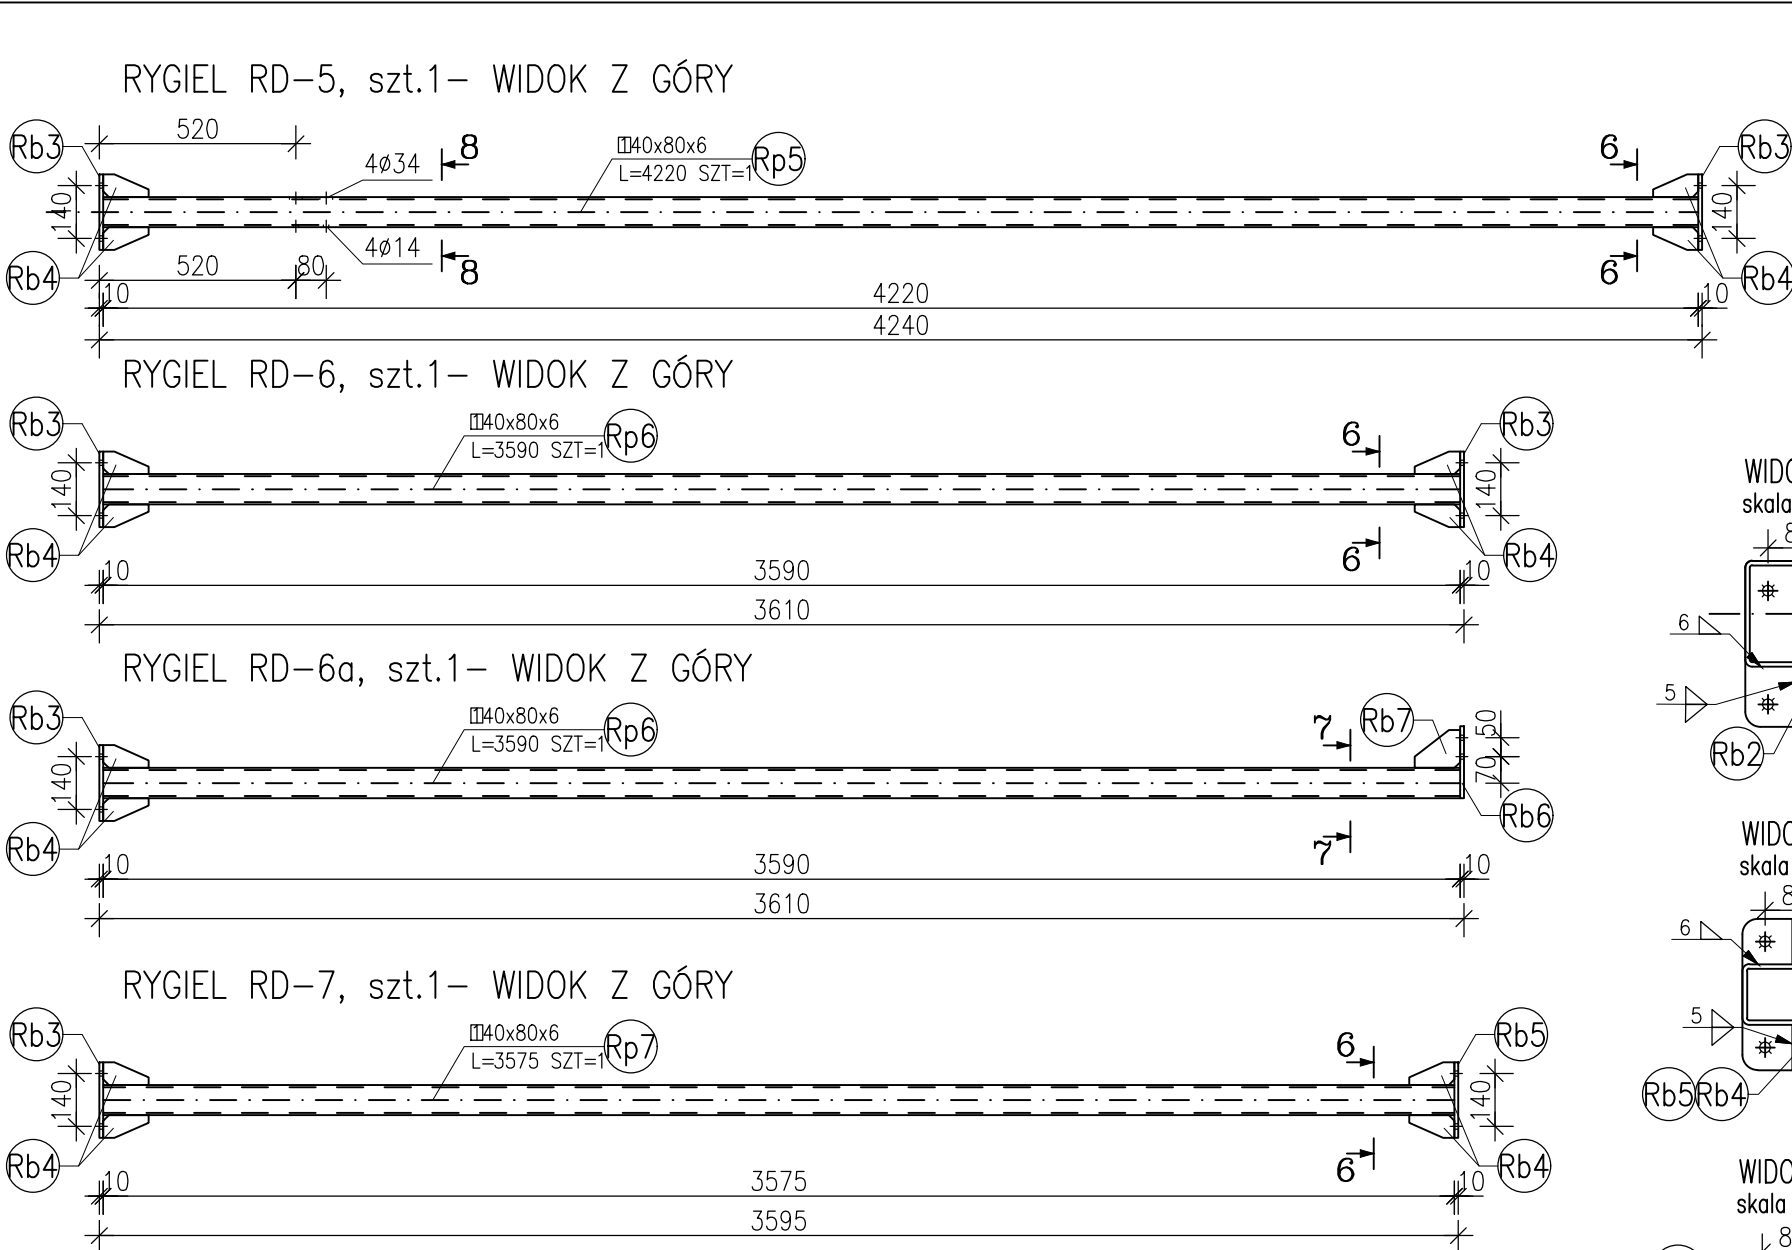 RYGIEL RD-5, szt.1- WIDOK Z GÓRY
Rb3
520
4ø34
8
140x80x6
L=4220 SZT=1
Rp5
6
Rb3
140
140
Rb4
520
80
4ø14
8
6
Rb4
10
4220
10
4240
RYGIEL RD-6, szt.1- WIDOK Z GÓRY
Rb3
140x80x6
L=3590 SZT=1
Rp6
6
Rb3
140
140
Rb4
6
Rb4
10
3590
10
3610
RYGIEL RD-6a, szt.1- WIDOK Z GÓRY
Rb3
140x80x6
L=3590 SZT=1
Rp6
7
Rb7
50
140
70
Rb4
7
Rb6
10
3590
10
3610
RYGIEL RD-7, szt.1- WIDOK Z GÓRY
Rb3
140x80x6
L=3575 SZT=1
Rp7
6
Rb5
140
140
Rb4
6
Rb4
10
3575
10
3595
skala
8
6
5
Rb2
skala
8
6
5
Rb5
Rb4
skala
8